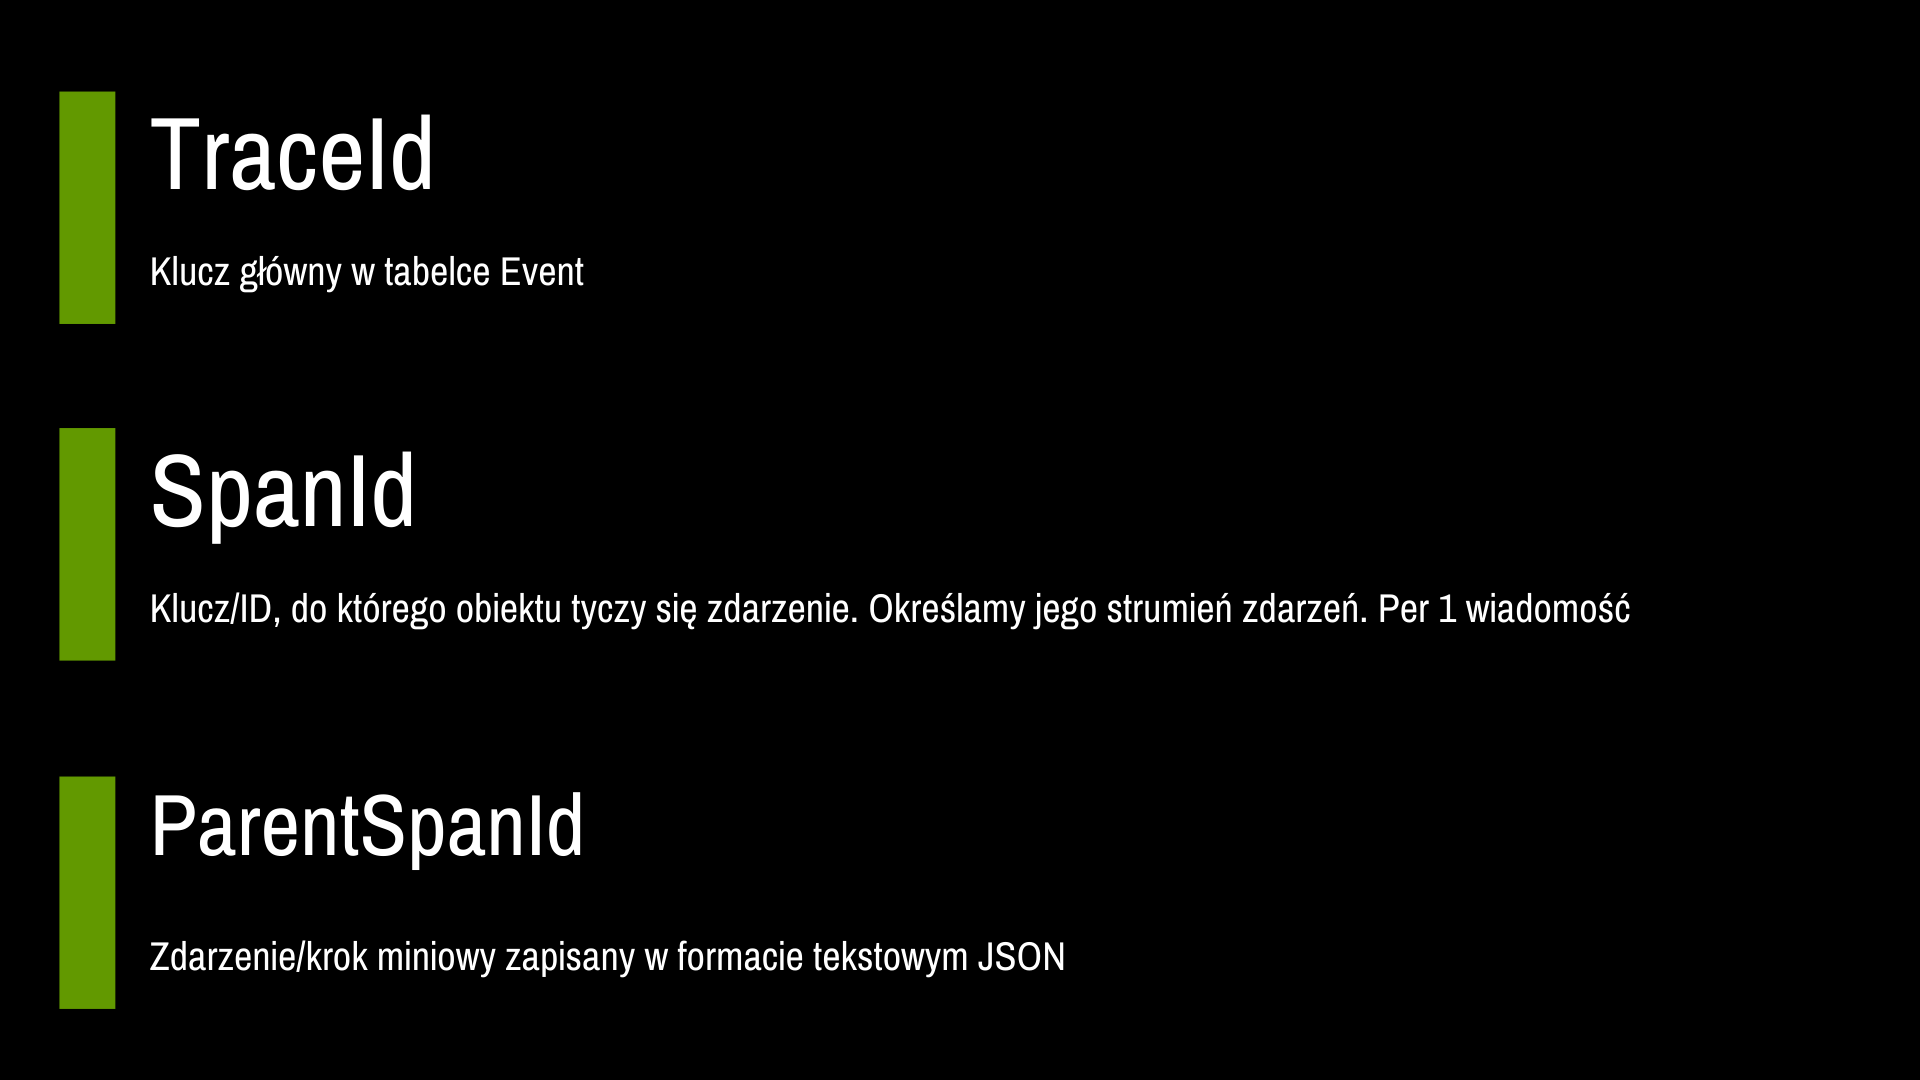 TraceId
Klucz główny w tabelce Event
SpanId
Klucz/ID, do którego obiektu tyczy się zdarzenie. Określamy jego strumień zdarzeń. Per 1 wiadomość
ParentSpanId
Zdarzenie/krok miniowy zapisany w formacie tekstowym JSON